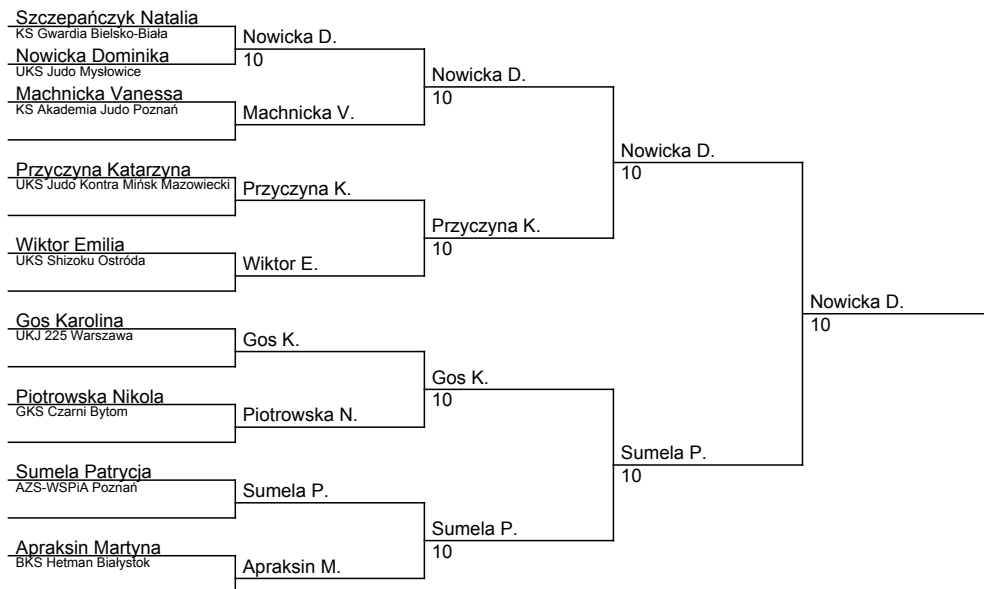 Szczepańczyk Natalia
KS Gwardia Bielsko-Biała
Nowicka Dominika
UKS Judo Mysłowice
Machnicka Vanessa
KS Akademia Judo Poznań
Przyczyna Katarzyna
UKS Judo Kontra Mińsk Mazowiecki
Wiktor Emilia
UKS Shizoku Ostróda
Gos Karolina
UKJ 225 Warszawa
Piotrowska Nikola
GKS Czarni Bytom
Sumela Patrycja
AZS-WSPiA Poznań
Apraksin Martyna
BKS Hetman Białystok
Nowicka D.
10
Machnicka V.
Przyczyna K.
Wiktor E.
Gos K.
Piotrowska N.
Sumela P.
Apraksin M.
Nowicka D.
10
Przyczyna K.
10
Gos K.
10
Sumela P.
10
Nowicka D.
10
Sumela P.
10
Nowicka D.
10